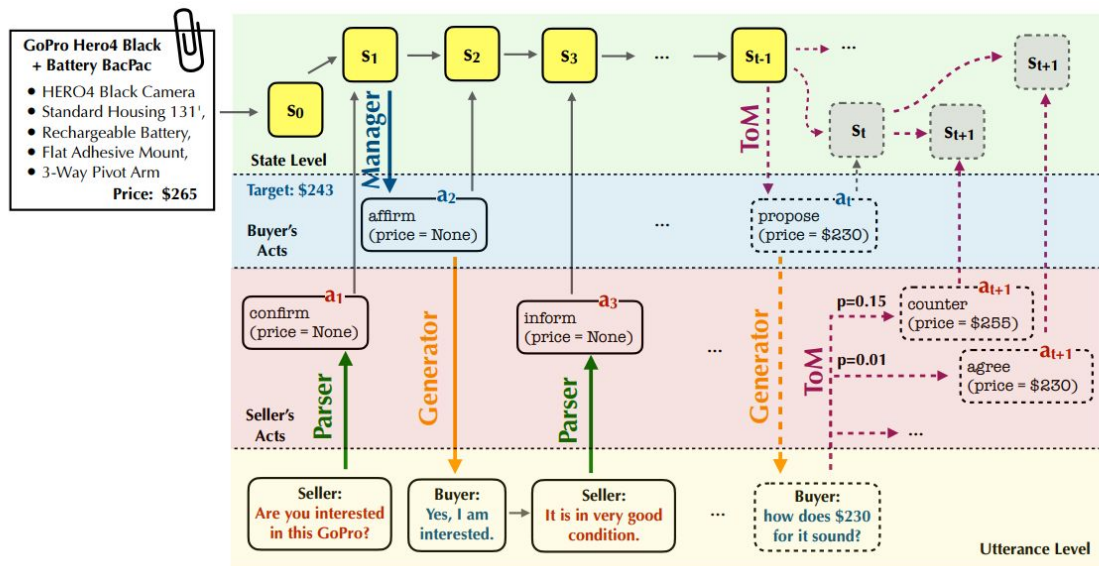 GoPro Hero4 Black
+ Battery BacPac
• HERO4 Black Camera
• Standard Housing 131',
• Rechargeable Battery,
• Flat Adhesive Mount,
• 3-Way Pivot Arm
Price: $265
s0
s1
s2
s3
...
st-1
...
st
st+1
st+1
State Level
Manager
ToM
Target: $243
Buyer's
Acts
a2
affirm
(price = None)
...
at
propose
(price = $230)
a1
confirm
(price = None)
a3
inform
(price = None)
...
p=0.15
at+1
counter
(price = $255)
p=0.01
at+1
agree
(price = $230)
...
Seller's
Acts
Parser
Generator
Parser
Generator
ToM
Seller:
Are you interested
in this GoPro?
Buyer:
Yes, I am
interested.
Seller:
It is in very good
condition.
...
Buyer:
how does $230
for it sound?
Utterance Level